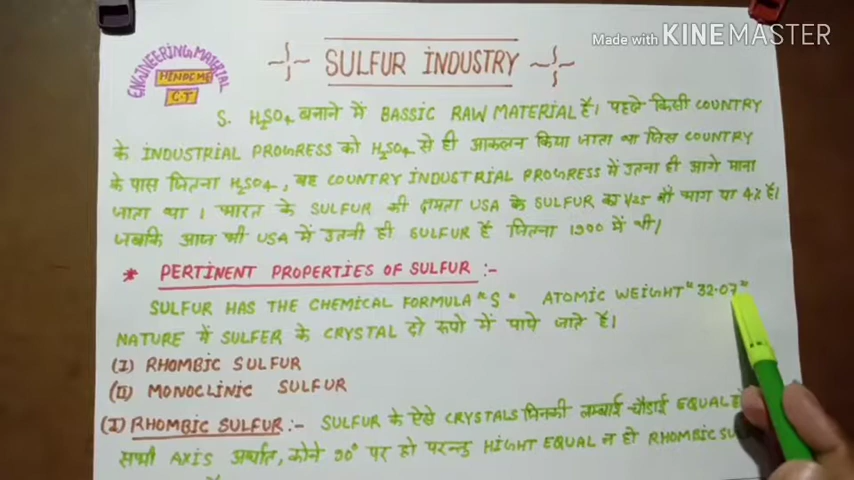 Made with KINEMASTER
ENGINEERING MATERIAL
HINDCME
C.T
SULFUR INDUSTRY
S. H₂SO₄ बनाने में BASSIC RAW MATERIAL है। पहले किसी COUNTRY
के INDUSTRIAL PROGRESS को H₂SO₄ से ही आकलन किया जाता था जिस COUNTRY
के पास जितना H₂SO₄, वह COUNTRY INDUSTRIAL PROGRESS में उतना ही आगे माना
जाता था। भारत के SULFUR की क्षमता USA के SULFUR का 1/25 वाँ भाग या 4% है।
जबकि आज भी USA में उतनी ही SULFUR है जितना 1900 में थी।
* PERTINENT PROPERTIES OF SULFUR :-
SULFUR HAS THE CHEMICAL FORMULA "S" ATOMIC WEIGHT "32.07"
NATURE में SULFER के CRYSTAL दो रूपो में पाये जाते हैं।
(I) RHOMBIC SULFUR
(II) MONOCLINIC SULFUR
(I) RHOMBIC SULFUR :- SULFUR के ऐसे CRYSTALS जिनकी लम्बाई-चौड़ाई EQUAL
सभी AXIS अर्थात, कोने 90° पर हो परन्तु HIGHT EQUAL न हो RHOMBIC